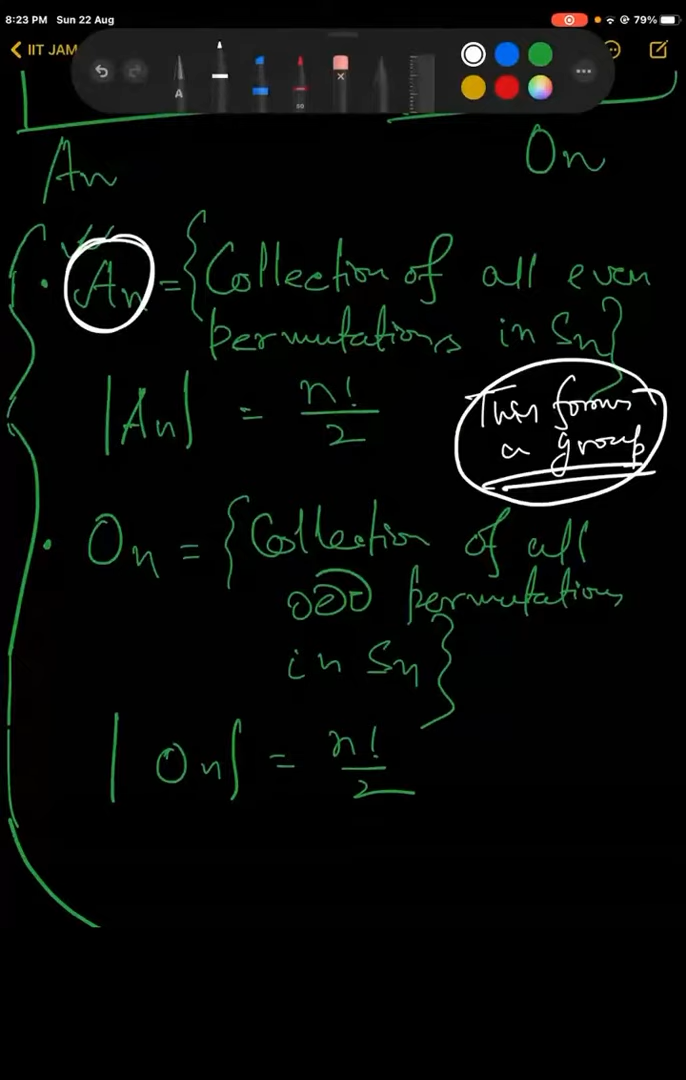 8:23 PM Sun 22 Aug
79%
IIT JAM
A
An
On
• An = {Collection of all even
permutations in Sn}
|An| = n!/2
This forms
a group
• On = {Collection of all
ODD permutations
in Sn}
|On| = n!/2